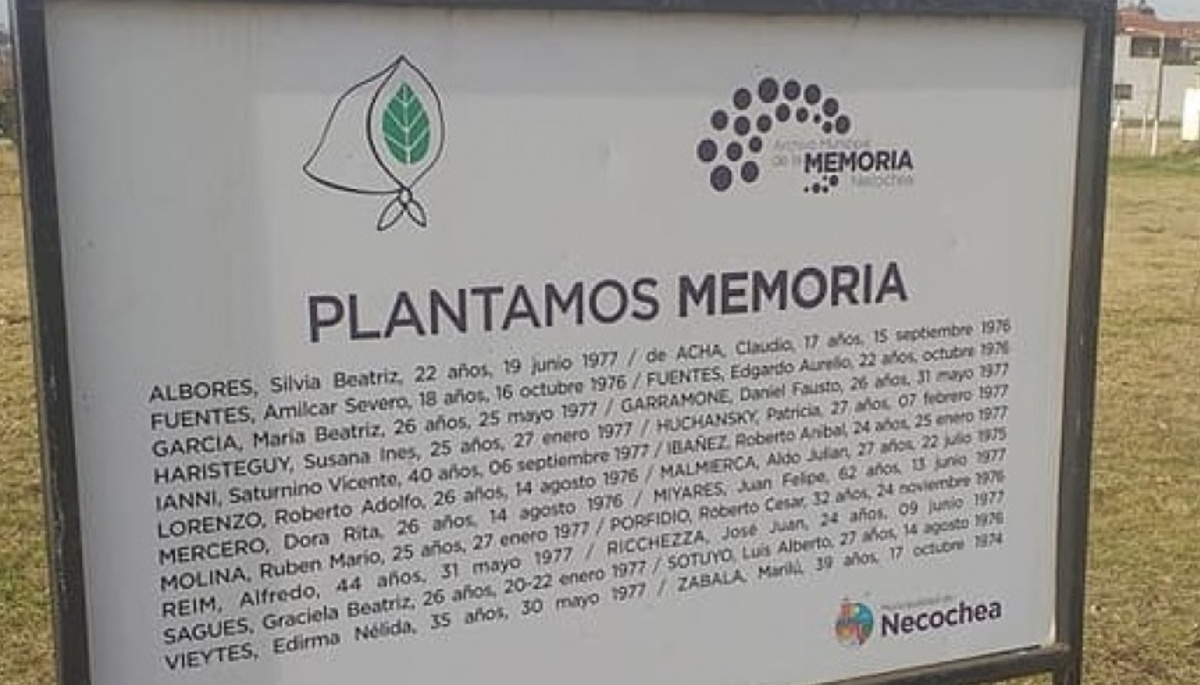 Archivo Municipal
de la MEMORIA
Necochea
PLANTAMOS MEMORIA
ALBORES, Silvia Beatriz, 22 años, 19 junio 1977 / de ACHA, Claudio, 17 años, 15 septiembre 1976
FUENTES, Amilcar Severo, 18 años, 16 octubre 1976 / FUENTES, Edgardo Aurelio, 22 años, octubre 1976
GARCIA, María Beatriz, 26 años, 25 mayo 1977 / GARRAMONE, Daniel Fausto, 26 años, 31 mayo 1977
HARISTEGUY, Susana Ines, 25 años, 27 enero 1977 / HUCHANSKY, Patricia, 27 años, 07 febrero 1977
IANNI, Saturnino Vicente, 40 años, 06 septiembre 1977 / IBAÑEZ, Roberto Anibal, 24 años, 25 enero 1977
LORENZO, Roberto Adolfo, 26 años, 14 agosto 1976 / MALMIERCA, Aldo Julian, 27 años, 22 julio 1975
MERCERO, Dora Rita, 26 años, 14 agosto 1976 / MIYARES, Juan Felipe, 62 años, 13 junio 1977
MOLINA, Ruben Mario, 25 años, 27 enero 1977 / PORFIDIO, Roberto Cesar, 32 años, 24 noviembre 1976
REIM, Alfredo, 44 años, 31 mayo 1977 / RICCHEZZA, José Juan, 24 años, 09 junio 1977
SAGUES, Graciela Beatriz, 26 años, 20-22 enero 1977 / SOTUYO, Luis Alberto, 27 años, 14 agosto 1976
VIEYTES, Edirma Nélida, 35 años, 30 mayo 1977 / ZABALA, Marilú, 39 años, 17 octubre 1974
Municipalidad de
Necochea